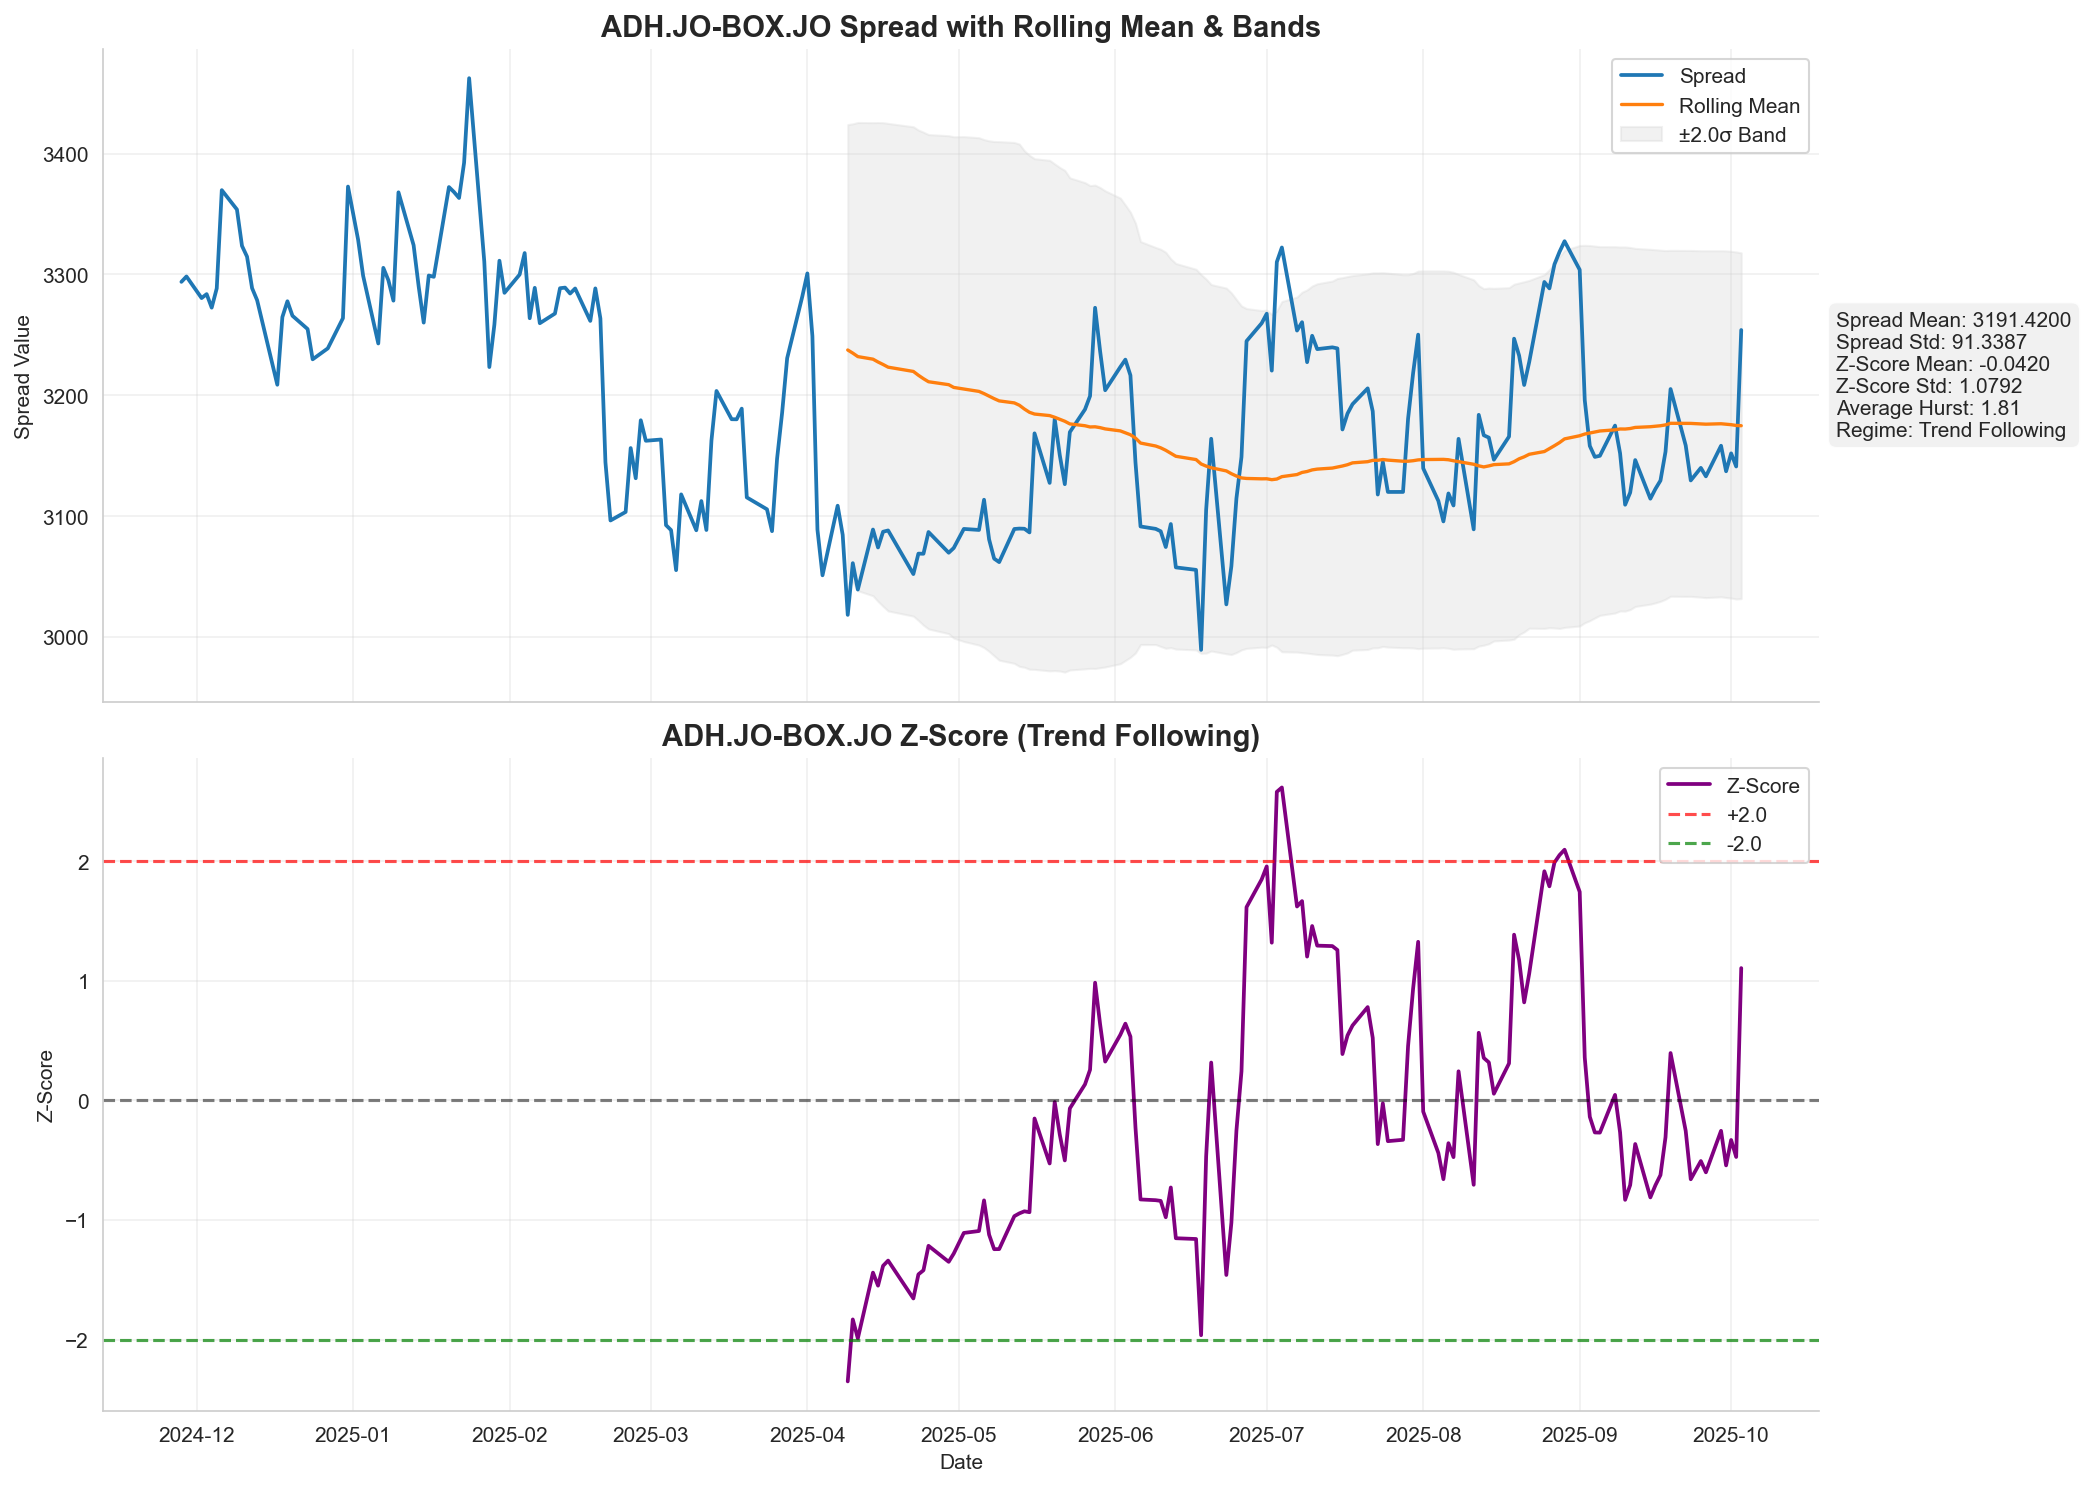 ADH.JO-BOX.JO Spread with Rolling Mean & Bands
Spread Value
3400
3300
3200
3100
3000
Spread
Rolling Mean
±2.0σ Band
Spread Mean: 3191.4200
Spread Std: 91.3387
Z-Score Mean: -0.0420
Z-Score Std: 1.0792
Average Hurst: 1.81
Regime: Trend Following
ADH.JO-BOX.JO Z-Score (Trend Following)
Z-Score
2
1
0
−1
−2
Z-Score
+2.0
-2.0
2024-12
2025-01
2025-02
2025-03
2025-04
2025-05
2025-06
2025-07
2025-08
2025-09
2025-10
Date